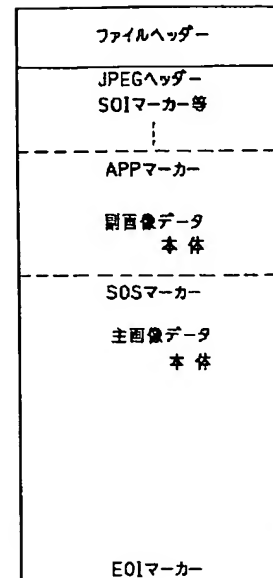 ファイルヘッダー
JPEGヘッダー
SOIマーカー等
APPマーカー
副画像データ
本体
SOSマーカー
主画像データ
本体
EOIマーカー